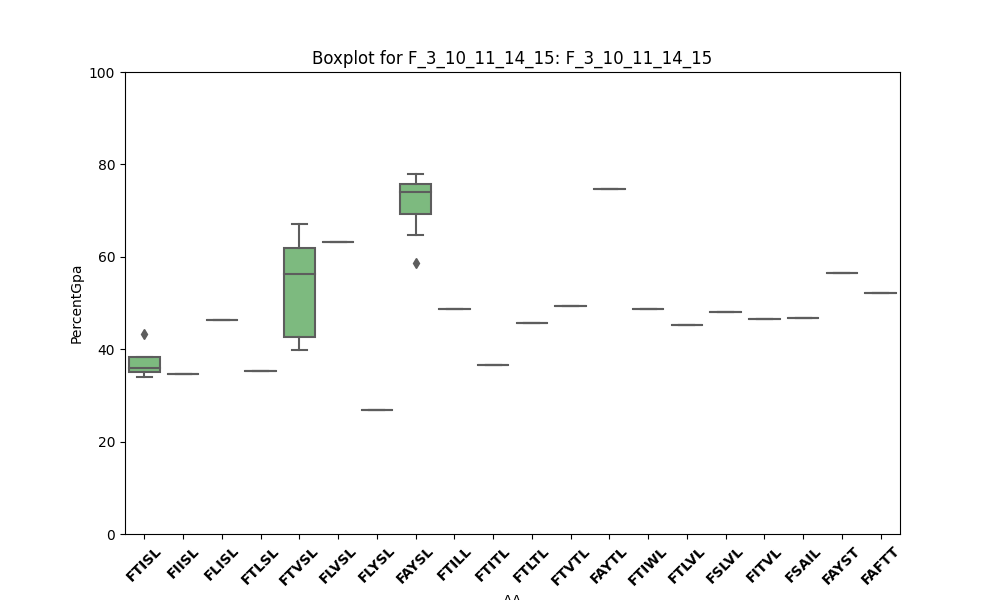 Boxplot for F_3_10_11_14_15: F_3_10_11_14_15
100
80
60
40
20
0
PercentGpa
FTISL
FIISL
FLISL
FTLSL
FTVSL
FLVSL
FLYSL
FAYSL
FTILL
FTITL
FTLTL
FTVTL
FAYTL
FTIWL
FTLVL
FSLVL
FITVL
FSAIL
FAYST
FAFTT
AA